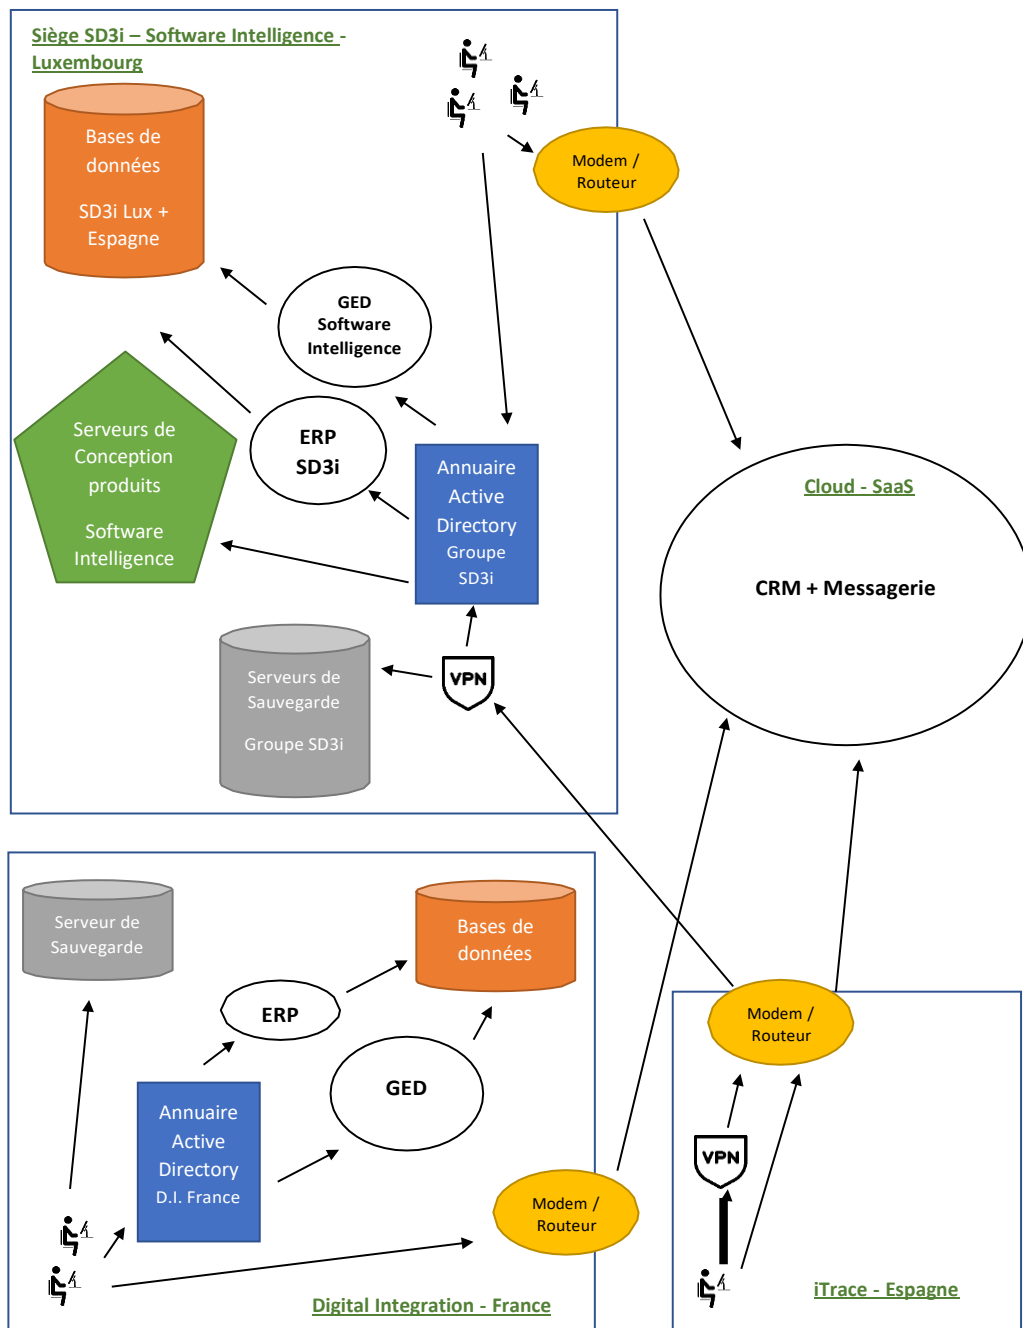 Siège SD3i – Software Intelligence -
Luxembourg
Bases de
données
SD3i Lux +
Espagne
Modem /
Routeur
GED
Software
Intelligence
ERP
SD3i
Serveurs de
Conception
produits
Software
Intelligence
Annuaire
Active
Directory
Groupe
SD3i
Cloud - SaaS
CRM + Messagerie
Serveurs de
Sauvegarde
Groupe SD3i
VPN
Serveur de
Sauvegarde
Bases de
données
ERP
GED
Annuaire
Active
Directory
D.I. France
Modem /
Routeur
Digital Integration - France
Modem /
Routeur
VPN
iTrace - Espagne